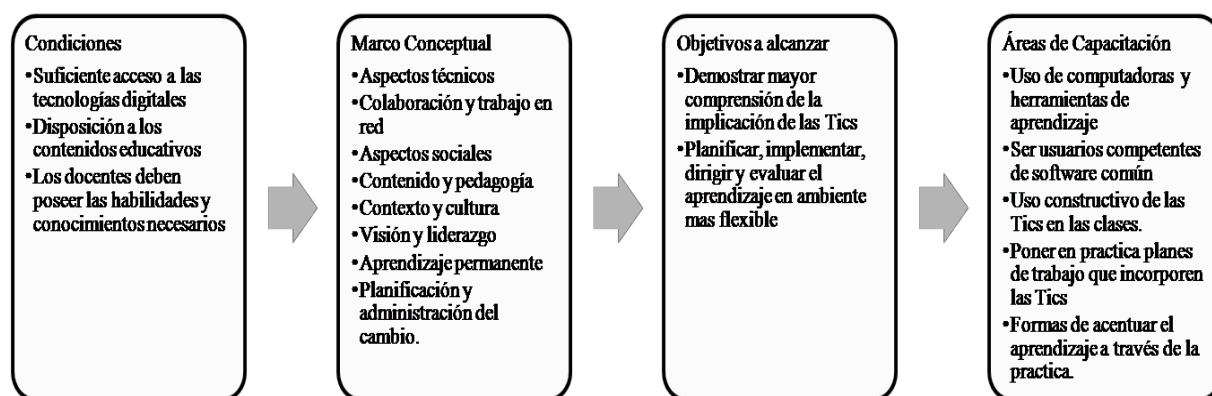 Condiciones
•Suficiente acceso a las
tecnologías digitales
•Disposición a los
contenidos educativos
•Los docentes deben
poseer las habilidades y
conocimientos necesarios
Marco Conceptual
•Aspectos técnicos
•Colaboración y trabajo en
red
•Aspectos sociales
•Contenido y pedagogía
•Contexto y cultura
•Visión y liderazgo
•Aprendizaje permanente
•Planificación y
administración del
cambio.
Objetivos a alcanzar
•Demostrar mayor
comprensión de la
implicación de las Tics
•Planificar, implementar,
dirigir y evaluar el
aprendizaje en ambiente
mas flexible
Áreas de Capacitación
•Uso de computadoras y
herramientas de
aprendizaje
•Ser usuarios competentes
de software común
•Uso constructivo de las
Tics en las clases.
•Poner en practica planes
de trabajo que incorporen
las Tics
•Formas de acentuar el
aprendizaje a través de la
practica.